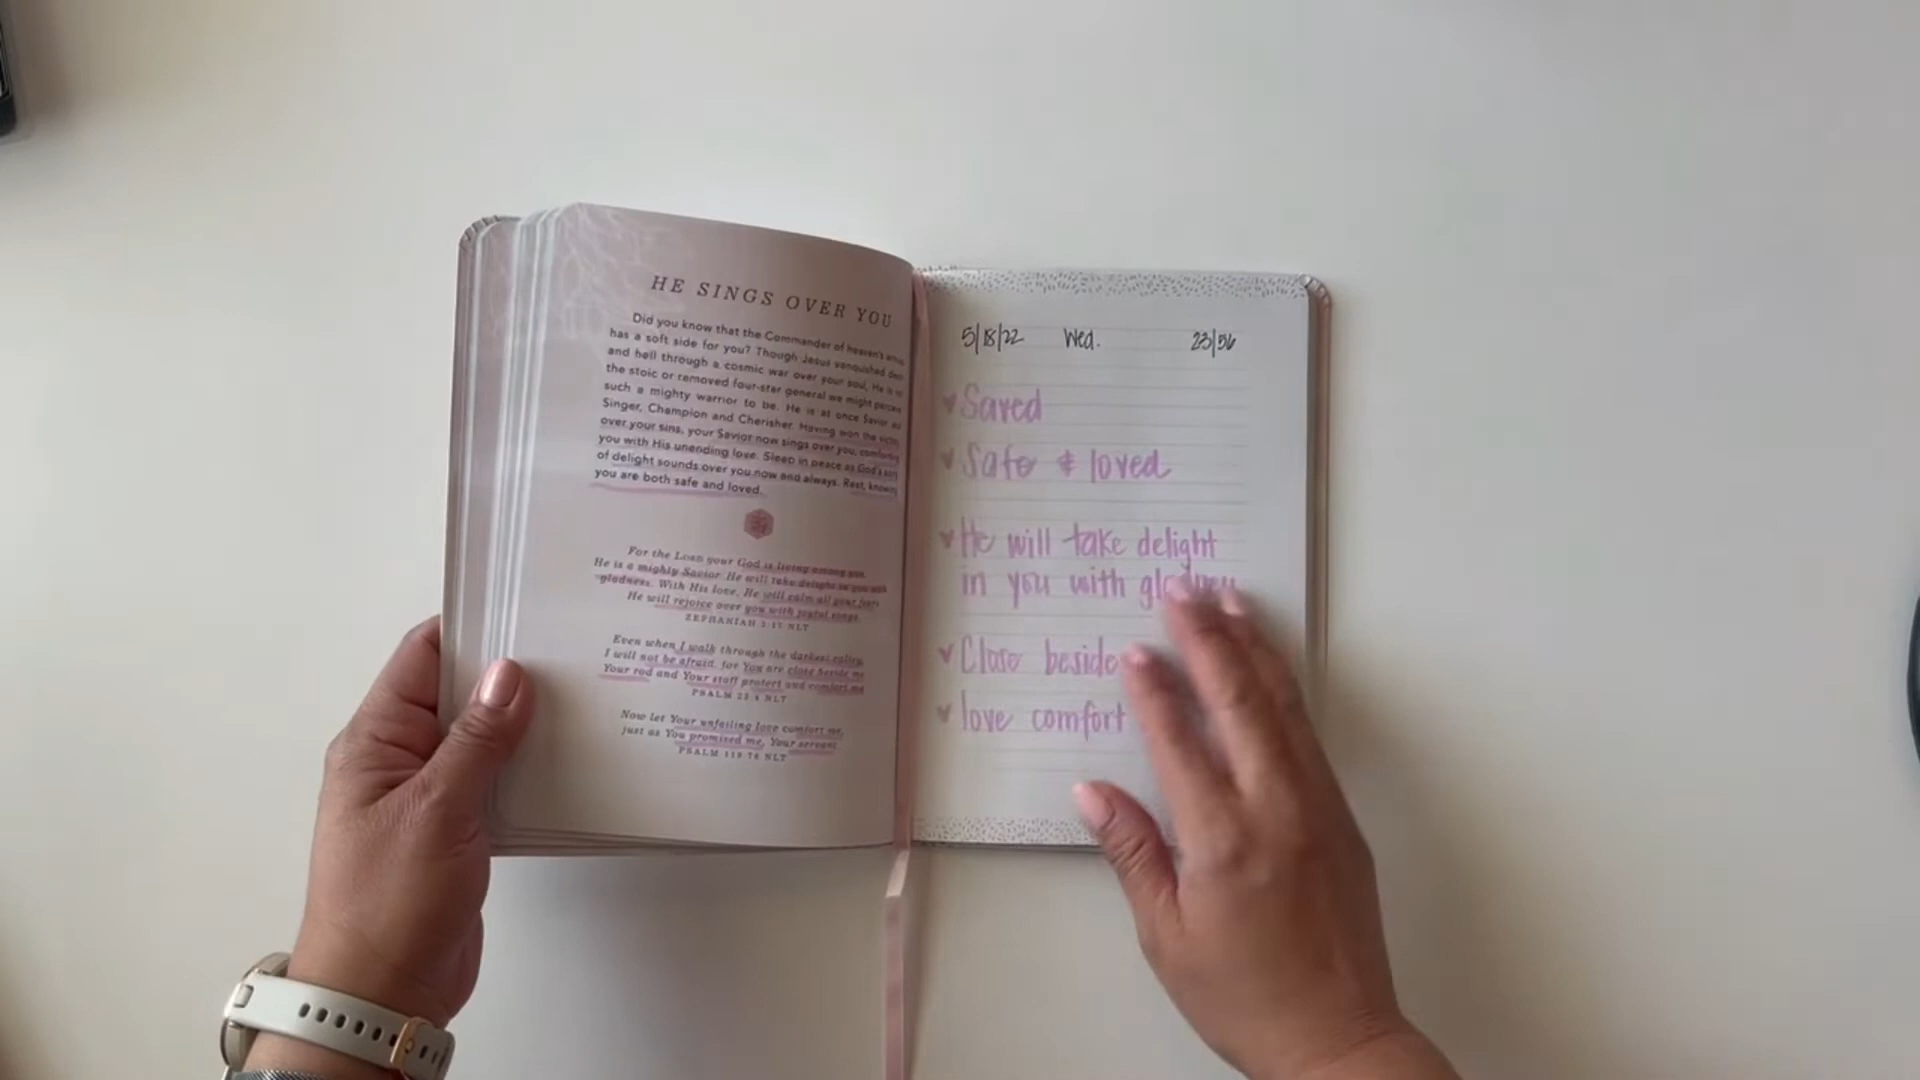 HE SINGS OVER YOU
Did you know that the Commander of heaven's
has a soft side for you? Though Jesus vanquished
and hell through a cosmic war over your soul, He is
the stoic or removed four-star general we might
such a mighty warrior to be. He is at once Savior
Singer, Champion and Cherisher. Having won the
over your sins, your Savior now sings over you,
you with His unending love. Sleep in peace as God's
of delight sounds over you now and always. Rest, knowing
you are both safe and loved.
For the LORD your God is living among you.
He is a mighty Savior. He will take delight in you with
gladness. With His love, He will calm all your fears.
He will rejoice over you with joyful songs.
ZEPHANIAH 3:17 NLT
Even when I walk through the darkest valley,
I will not be afraid, for You are close beside me.
Your rod and Your staff protect and comfort me.
PSALM 23:4 NLT
Now let Your unfailing love comfort me,
just as You promised me, Your servant.
PSALM 119:76 NLT
5/18/22 Wed. 23/56
Saved
Safe & loved
He will take delight
in you with
Close beside
love comfort